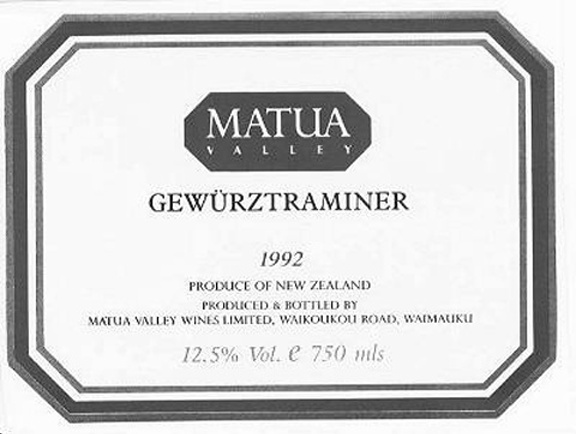 MATUA
VALLEY
GEWÜRZTRAMINER
1992
PRODUCE OF NEW ZEALAND
PRODUCED & BOTTLED BY
MATUA VALLEY WINES LIMITED, WAIKOUKOU ROAD, WAIMAUKU
12.5% Vol. e 750 mls